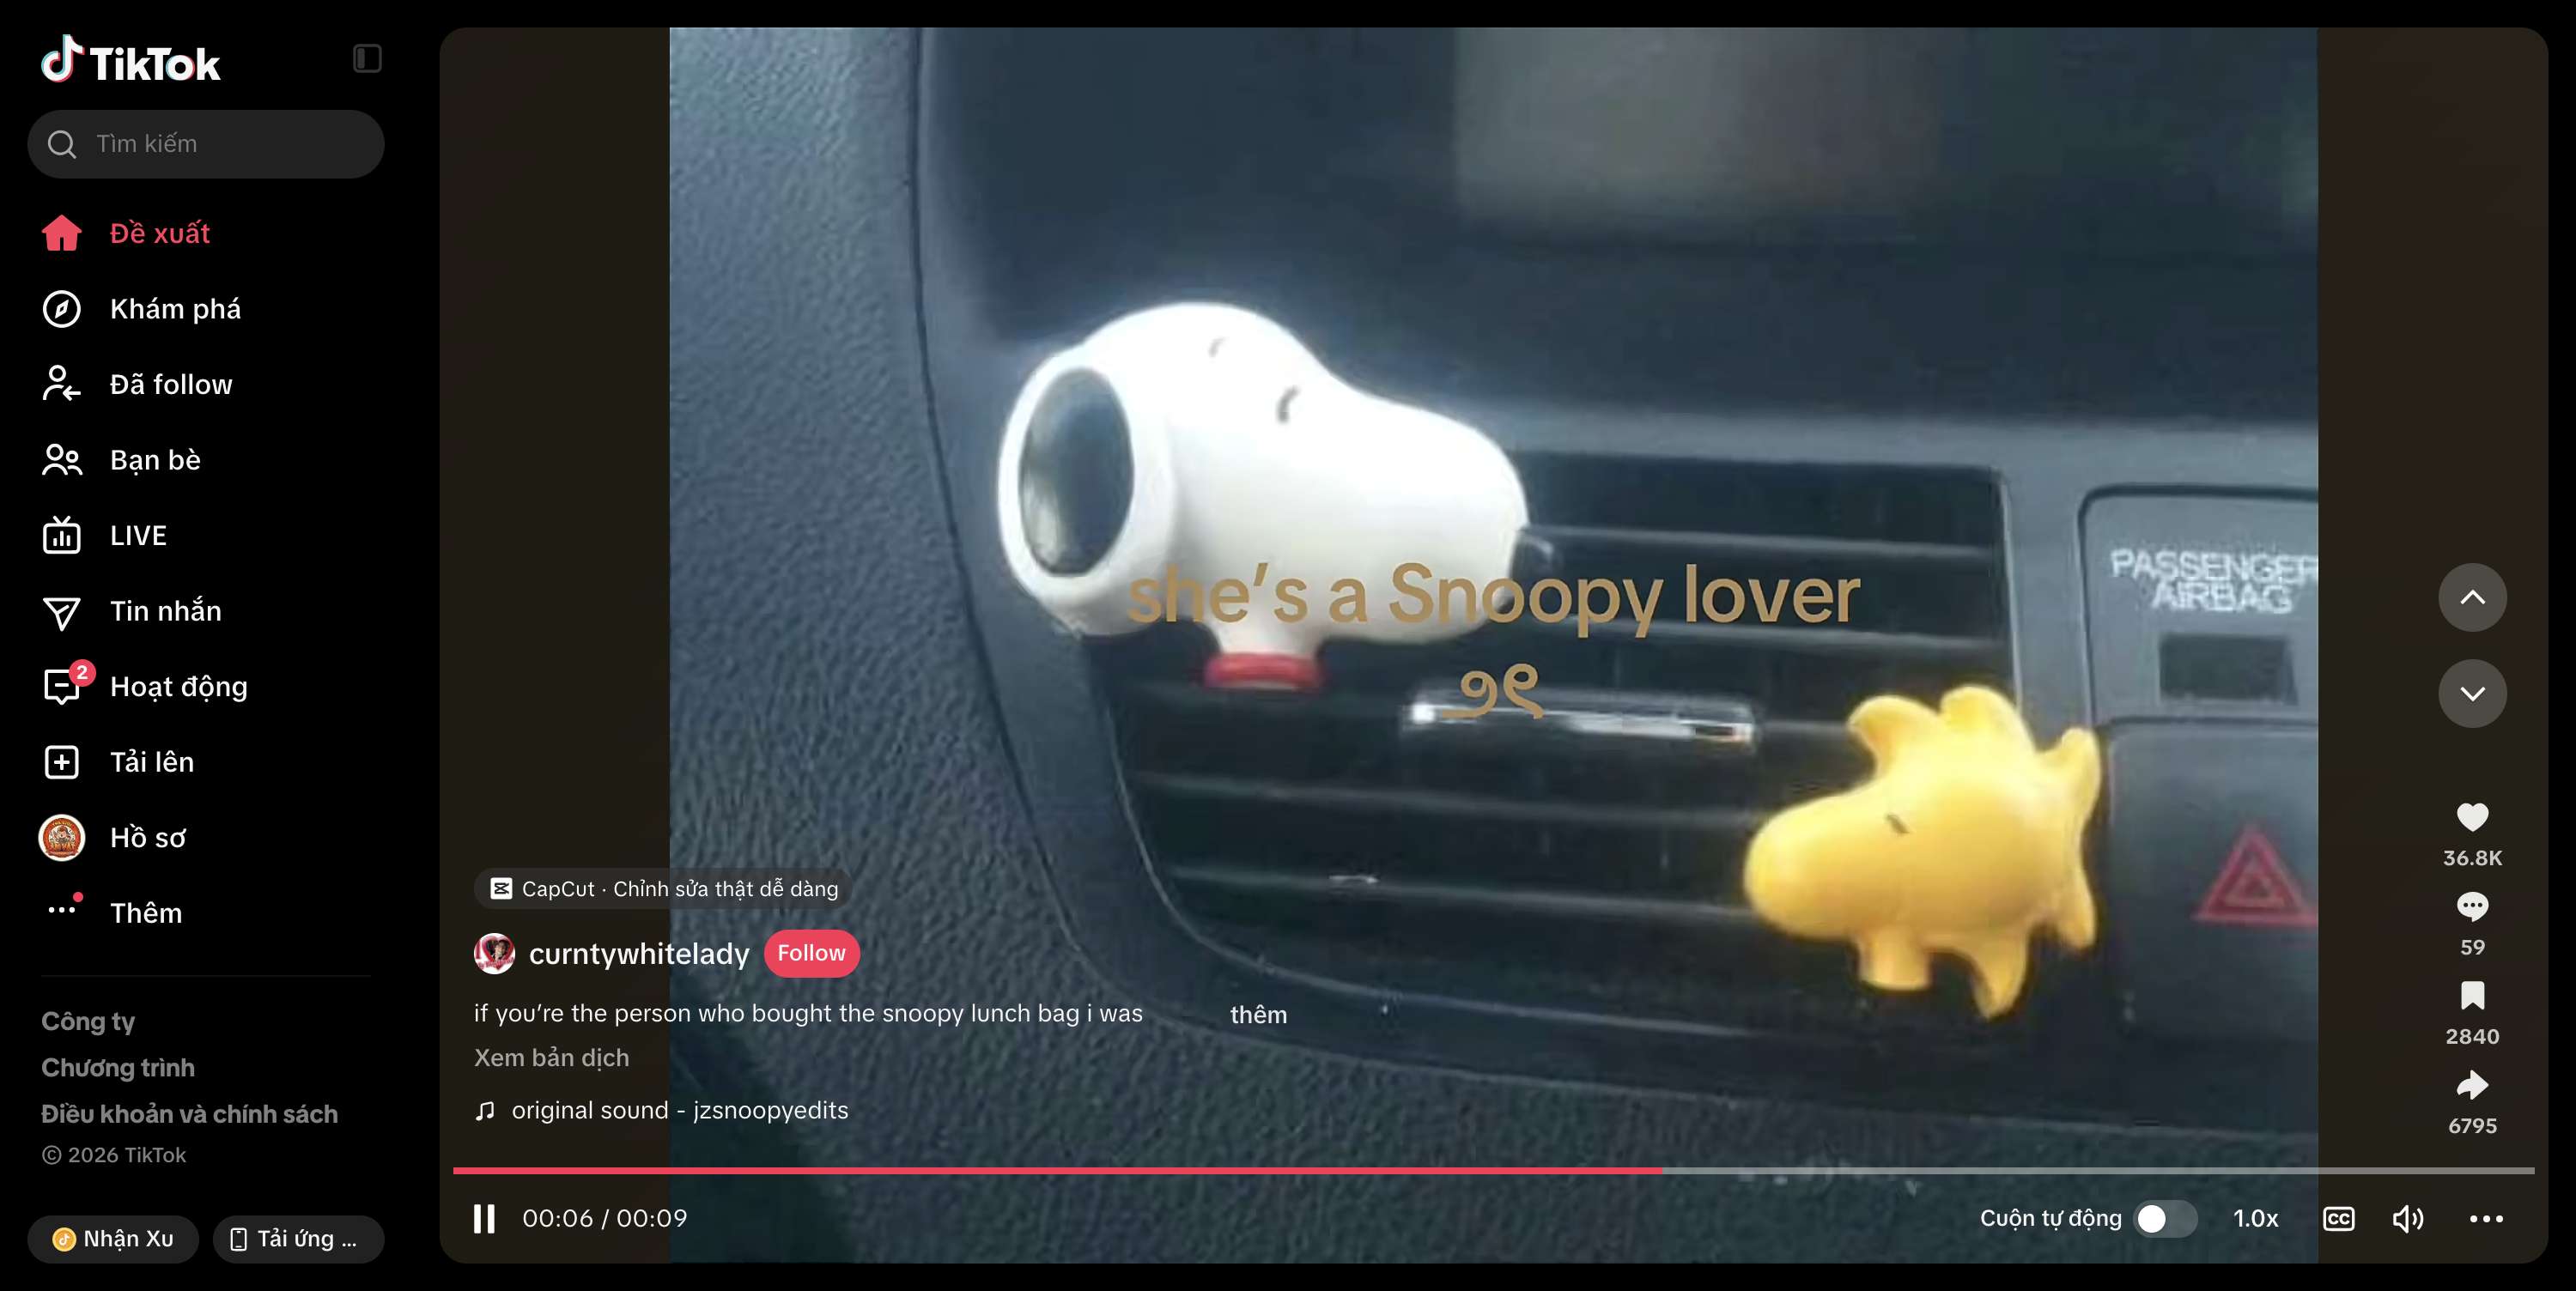 TikTok
Tìm kiếm
Đề xuất
Khám phá
Đã follow
Bạn bè
LIVE
Tin nhắn
2
Hoạt động
Tải lên
Hồ sơ
Thêm
Công ty
Chương trình
Điều khoản và chính sách
© 2026 TikTok
Nhận Xu
Tải ứng ...
PASSENGER
AIRBAG
she's a Snoopy lover
୨୧
CapCut · Chỉnh sửa thật dễ dàng
curntywhitelady Follow
if you're the person who bought the snoopy lunch bag i was thêm
Xem bản dịch
original sound - jzsnoopyedits
36.8K
59
2840
6795
00:06 / 00:09
Cuộn tự động 1.0x CC